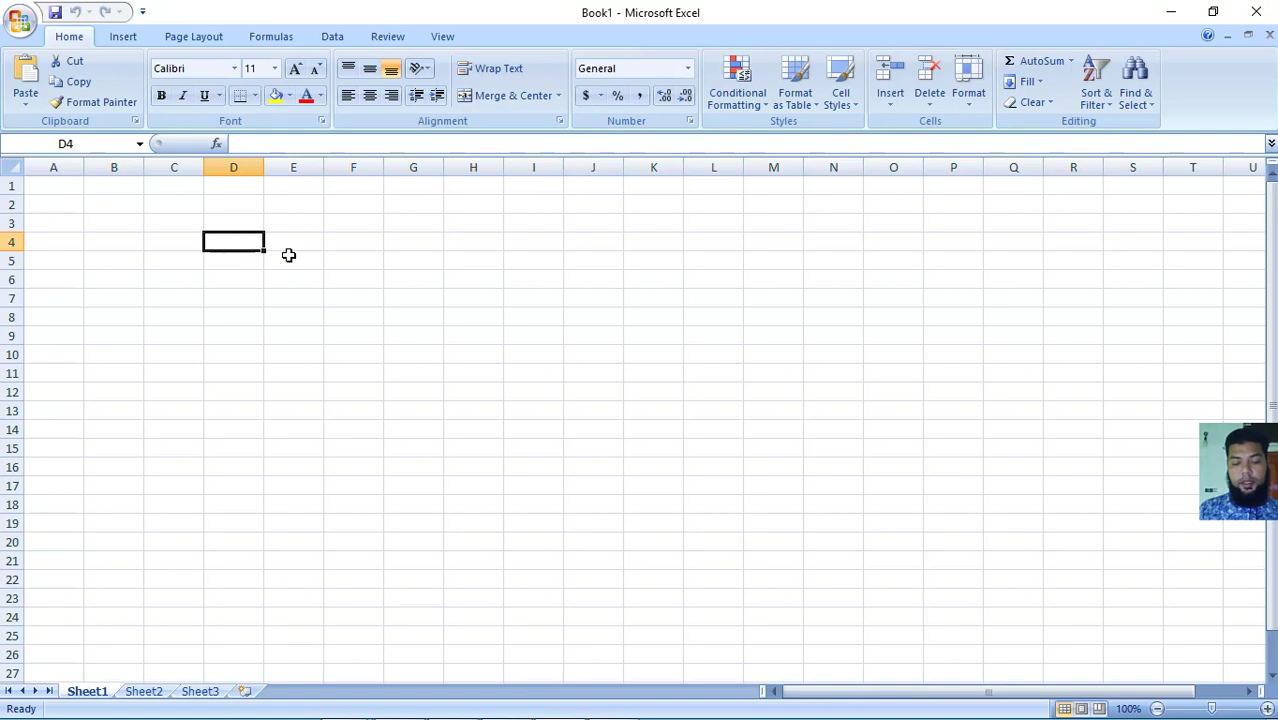 Book1 - Microsoft Excel
Home Insert Page Layout Formulas Data Review View
Paste
Cut
Copy
Format Painter
Clipboard
Calibri 11
Font
Wrap Text
Merge & Center
Alignment
General
$ % ,
Number
Conditional Formatting
Format as Table
Cell Styles
Styles
Insert
Delete
Format
Cells
Σ AutoSum
Fill
Clear
Sort & Filter
Find & Select
Editing
D4 fx
A B C D E F G H I J K L M N O P Q R S T U
1
2
3
4
5
6
7
8
9
10
11
12
13
14
15
16
17
18
19
20
21
22
23
24
25
26
27
Sheet1 Sheet2 Sheet3
Ready 100%